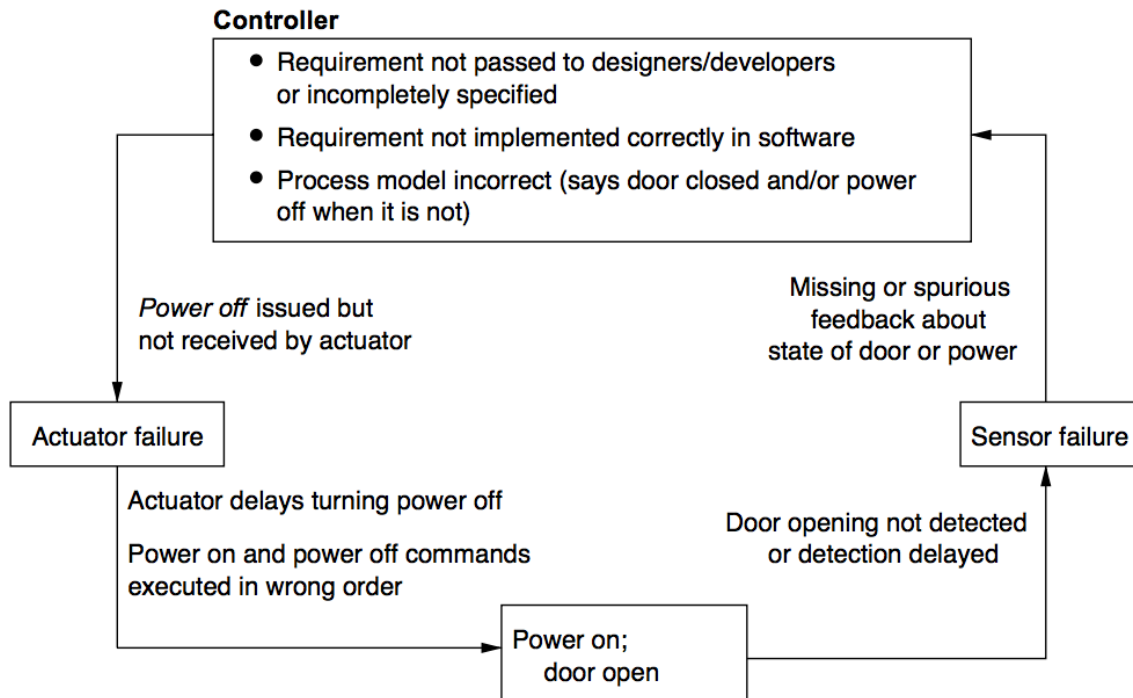 Controller
● Requirement not passed to designers/developers
or incompletely specified
● Requirement not implemented correctly in software
● Process model incorrect (says door closed and/or power
off when it is not)
Power off issued but
not received by actuator
Missing or spurious
feedback about
state of door or power
Actuator failure
Sensor failure
Actuator delays turning power off
Power on and power off commands
executed in wrong order
Door opening not detected
or detection delayed
Power on;
door open